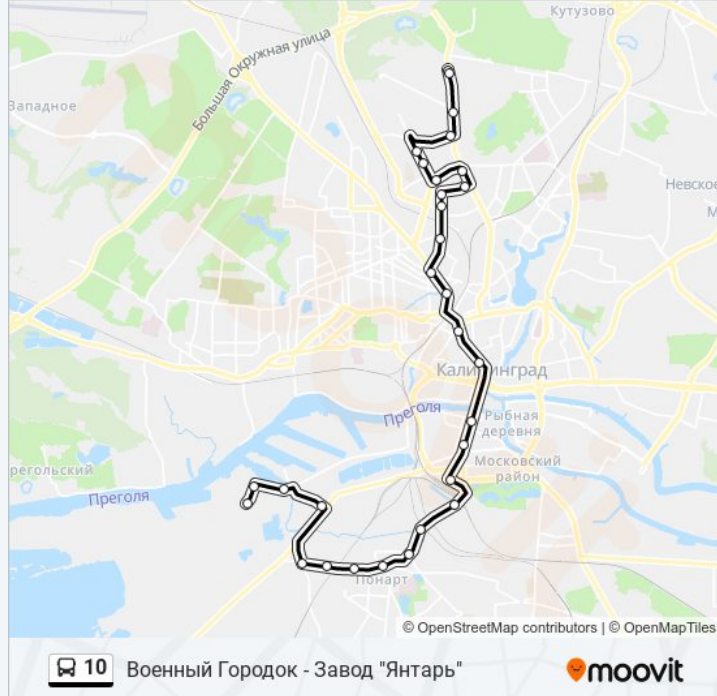 Кутузово
Большая Окружная улица
Западное
Невское
М
Калининград
Преголя
Рыбная
деревня
Московский
район
регольский
Преголя
Понарт
© OpenStreetMap contributors | © OpenMapTiles
10 Военный Городок - Завод "Янтарь"
moovit